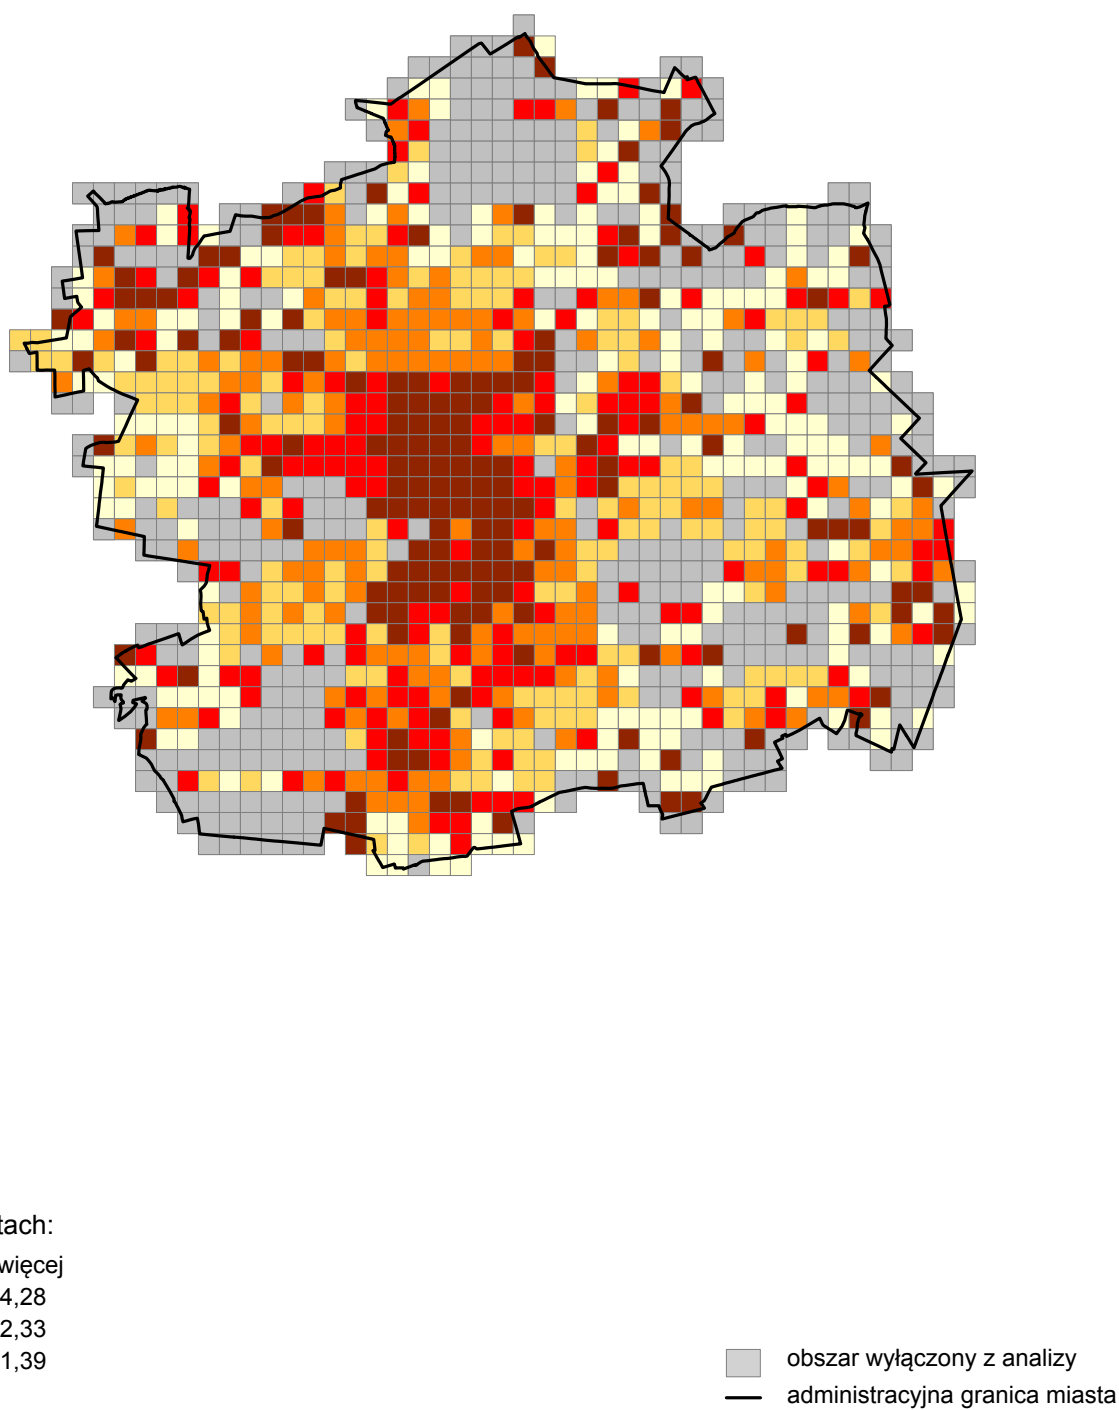 tach:
więcej
4,28
2,33
1,39
obszar wyłączony z analizy
administracyjna granica miasta